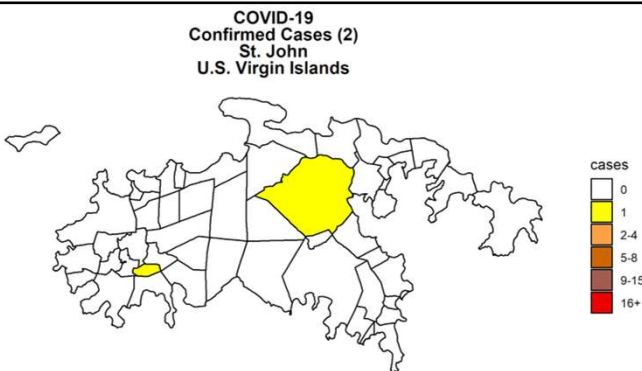 COVID-19
Confirmed Cases (2)
St. John
U.S. Virgin Islands
cases
0
1
2-4
5-8
9-15
16+